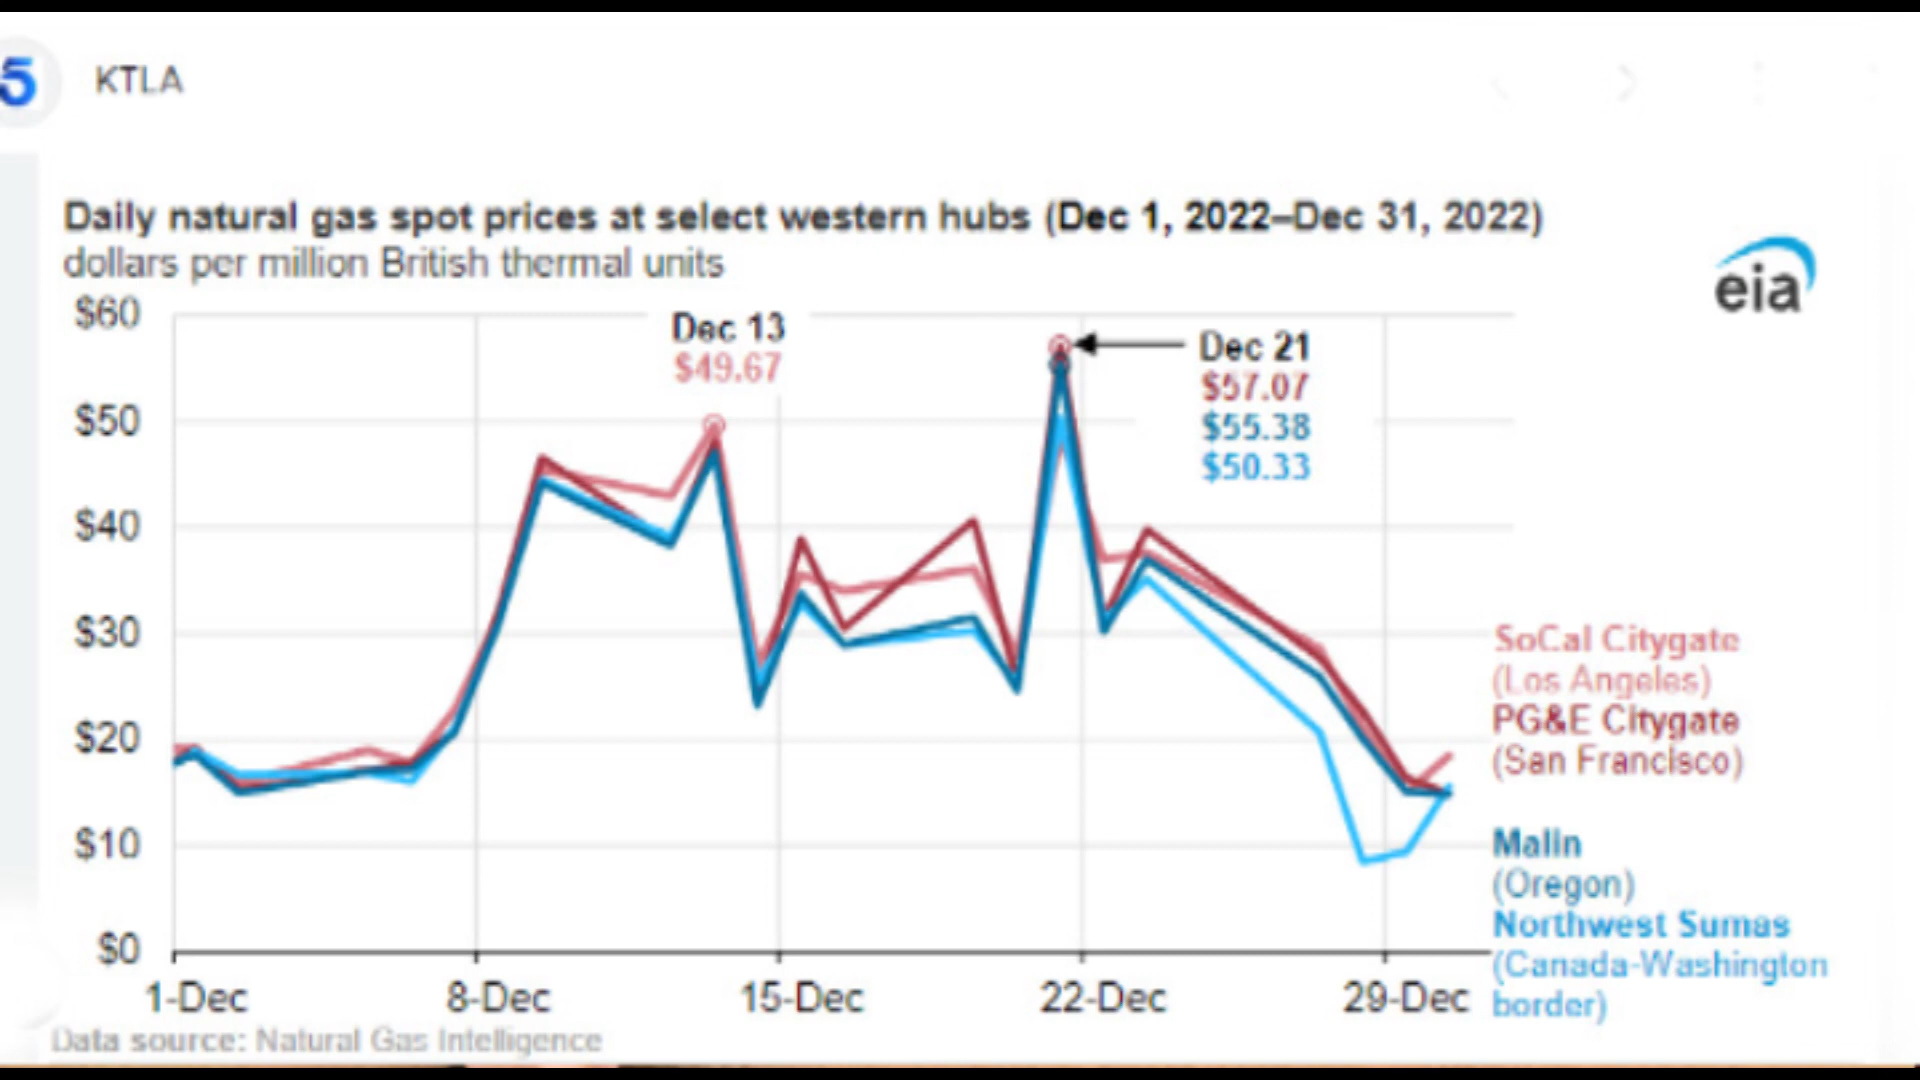 5 KTLA
Daily natural gas spot prices at select western hubs (Dec 1, 2022–Dec 31, 2022)
dollars per million British thermal units
eia
$60
$50
$40
$30
$20
$10
$0
Dec 13
$49.67
Dec 21
$57.07
$55.38
$50.33
SoCal Citygate
(Los Angeles)
PG&E Citygate
(San Francisco)
Malin
(Oregon)
Northwest Sumas
(Canada-Washington
border)
1-Dec 8-Dec 15-Dec 22-Dec 29-Dec
Data source: Natural Gas Intelligence